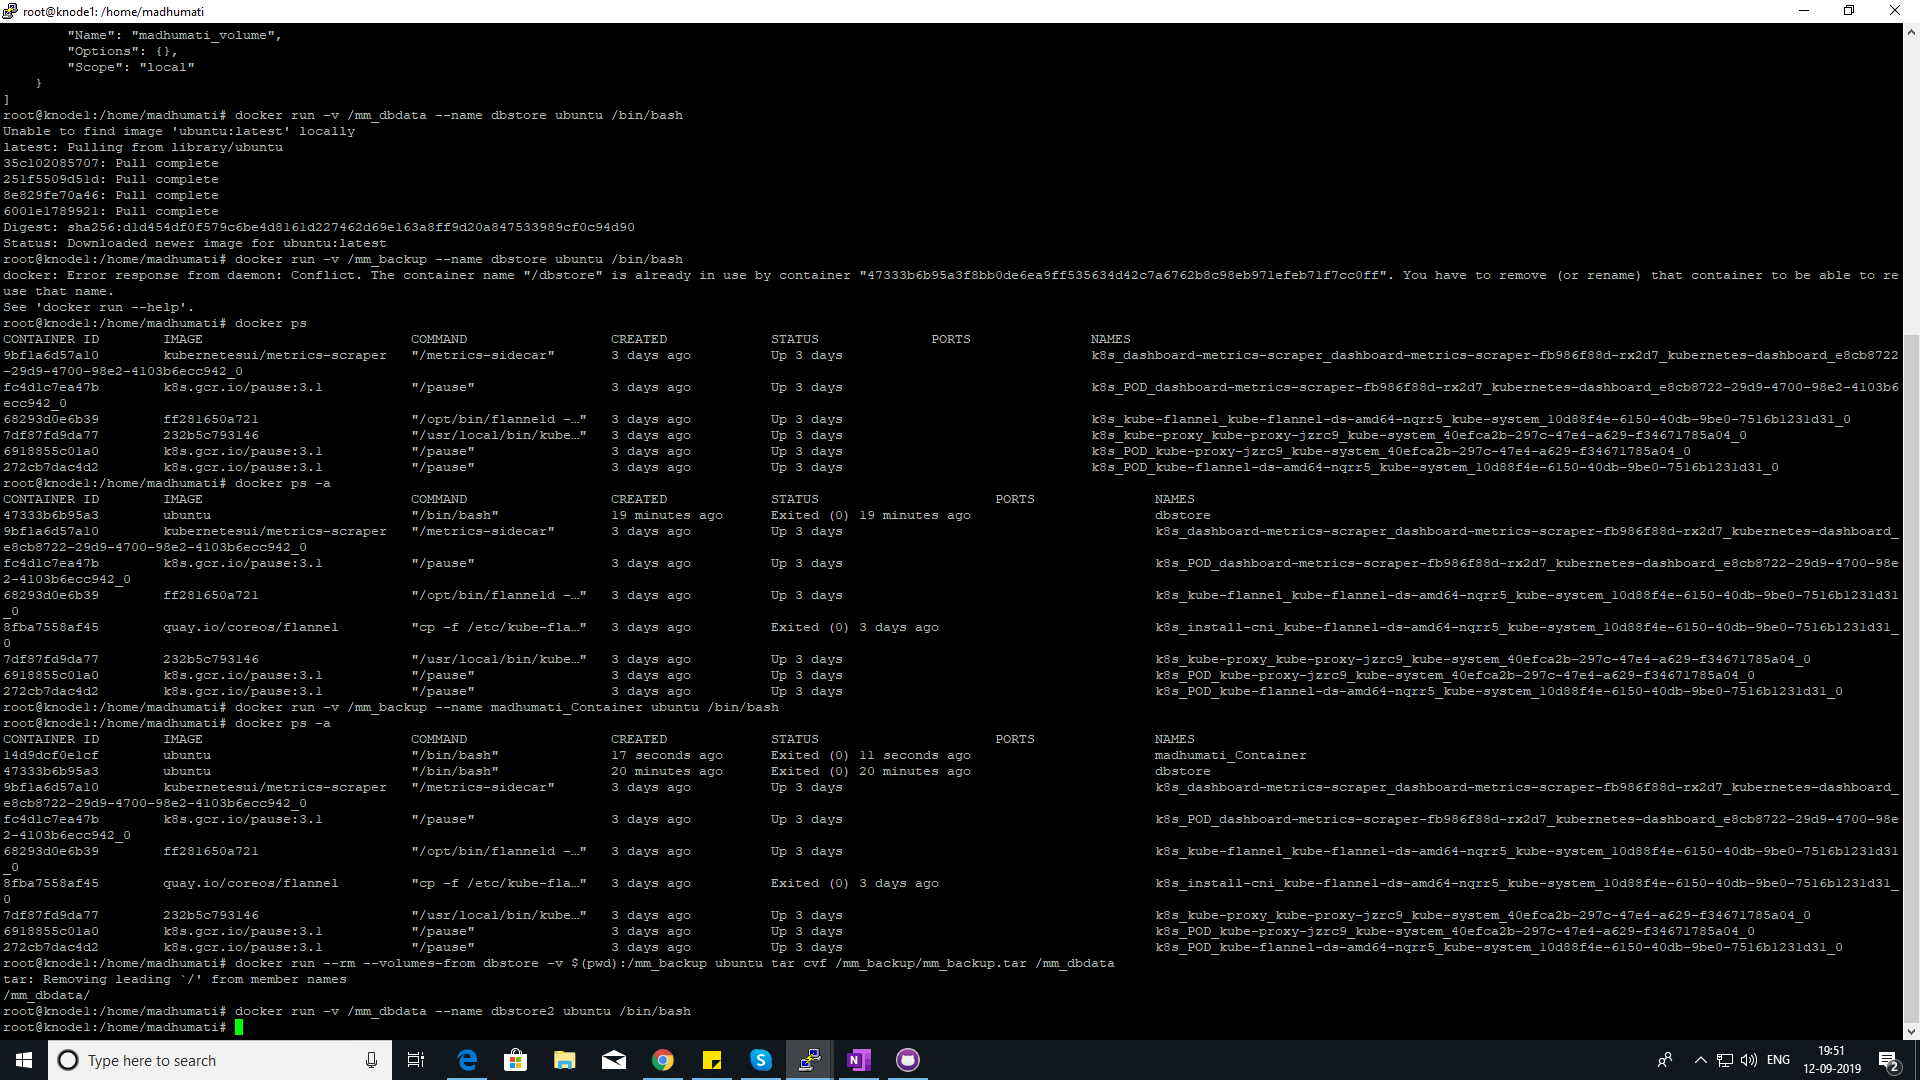 root@knode1: /home/madhumati
        "Name": "madhumati_volume",
        "Options": {},
        "Scope": "local"
    }
]
root@knode1:/home/madhumati# docker run -v /mm_dbdata --name dbstore ubuntu /bin/bash
Unable to find image 'ubuntu:latest' locally
latest: Pulling from library/ubuntu
35c102085707: Pull complete
251f5509d51d: Pull complete
8e829fe70a46: Pull complete
6001e1789921: Pull complete
Digest: sha256:d1d454df0f579c6be4d8161d227462d69e163a8ff9d20a847533989cf0c94d90
Status: Downloaded newer image for ubuntu:latest
root@knode1:/home/madhumati# docker run -v /mm_backup --name dbstore ubuntu /bin/bash
docker: Error response from daemon: Conflict. The container name "/dbstore" is already in use by container "47333b6b95a3f8bb0de6ea9ff535634d42c7a6762b8c98eb971efeb71f7cc0ff". You have to remove (or rename) that container to be able to re
use that name.
See 'docker run --help'.
root@knode1:/home/madhumati# docker ps
CONTAINER ID        IMAGE                          COMMAND                  CREATED             STATUS              PORTS               NAMES
9bf1a6d57a10        kubernetesui/metrics-scraper   "/metrics-sidecar"       3 days ago          Up 3 days                               k8s_dashboard-metrics-scraper_dashboard-metrics-scraper-fb986f88d-rx2d7_kubernetes-dashboard_e8cb8722
-29d9-4700-98e2-4103b6ecc942_0
fc4d1c7ea47b        k8s.gcr.io/pause:3.1           "/pause"                 3 days ago          Up 3 days                               k8s_POD_dashboard-metrics-scraper-fb986f88d-rx2d7_kubernetes-dashboard_e8cb8722-29d9-4700-98e2-4103b6
ecc942_0
68293d0e6b39        ff281650a721                   "/opt/bin/flanneld -…"   3 days ago          Up 3 days                               k8s_kube-flannel_kube-flannel-ds-amd64-nqrr5_kube-system_10d88f4e-6150-40db-9be0-7516b1231d31_0
7df87fd9da77        232b5c793146                   "/usr/local/bin/kube…"   3 days ago          Up 3 days                               k8s_kube-proxy_kube-proxy-jzrc9_kube-system_40efca2b-297c-47e4-a629-f34671785a04_0
6918855c01a0        k8s.gcr.io/pause:3.1           "/pause"                 3 days ago          Up 3 days                               k8s_POD_kube-proxy-jzrc9_kube-system_40efca2b-297c-47e4-a629-f34671785a04_0
272cb7dac4d2        k8s.gcr.io/pause:3.1           "/pause"                 3 days ago          Up 3 days                               k8s_POD_kube-flannel-ds-amd64-nqrr5_kube-system_10d88f4e-6150-40db-9be0-7516b1231d31_0
root@knode1:/home/madhumati# docker ps -a
CONTAINER ID        IMAGE                          COMMAND                  CREATED             STATUS                      PORTS               NAMES
47333b6b95a3        ubuntu                         "/bin/bash"              19 minutes ago      Exited (0) 19 minutes ago                       dbstore
9bf1a6d57a10        kubernetesui/metrics-scraper   "/metrics-sidecar"       3 days ago          Up 3 days                                       k8s_dashboard-metrics-scraper_dashboard-metrics-scraper-fb986f88d-rx2d7_kubernetes-dashboard_
e8cb8722-29d9-4700-98e2-4103b6ecc942_0
fc4d1c7ea47b        k8s.gcr.io/pause:3.1           "/pause"                 3 days ago          Up 3 days                                       k8s_POD_dashboard-metrics-scraper-fb986f88d-rx2d7_kubernetes-dashboard_e8cb8722-29d9-4700-98e
2-4103b6ecc942_0
68293d0e6b39        ff281650a721                   "/opt/bin/flanneld -…"   3 days ago          Up 3 days                                       k8s_kube-flannel_kube-flannel-ds-amd64-nqrr5_kube-system_10d88f4e-6150-40db-9be0-7516b1231d31
_0
8fba7558af45        quay.io/coreos/flannel         "cp -f /etc/kube-fla…"   3 days ago          Exited (0) 3 days ago                           k8s_install-cni_kube-flannel-ds-amd64-nqrr5_kube-system_10d88f4e-6150-40db-9be0-7516b1231d31_
0
7df87fd9da77        232b5c793146                   "/usr/local/bin/kube…"   3 days ago          Up 3 days                                       k8s_kube-proxy_kube-proxy-jzrc9_kube-system_40efca2b-297c-47e4-a629-f34671785a04_0
6918855c01a0        k8s.gcr.io/pause:3.1           "/pause"                 3 days ago          Up 3 days                                       k8s_POD_kube-proxy-jzrc9_kube-system_40efca2b-297c-47e4-a629-f34671785a04_0
272cb7dac4d2        k8s.gcr.io/pause:3.1           "/pause"                 3 days ago          Up 3 days                                       k8s_POD_kube-flannel-ds-amd64-nqrr5_kube-system_10d88f4e-6150-40db-9be0-7516b1231d31_0
root@knode1:/home/madhumati# docker run -v /mm_backup --name madhumati_Container ubuntu /bin/bash
root@knode1:/home/madhumati# docker ps -a
CONTAINER ID        IMAGE                          COMMAND                  CREATED             STATUS                      PORTS               NAMES
14d9dcf0e1cf        ubuntu                         "/bin/bash"              17 seconds ago      Exited (0) 11 seconds ago                       madhumati_Container
47333b6b95a3        ubuntu                         "/bin/bash"              20 minutes ago      Exited (0) 20 minutes ago                       dbstore
9bf1a6d57a10        kubernetesui/metrics-scraper   "/metrics-sidecar"       3 days ago          Up 3 days                                       k8s_dashboard-metrics-scraper_dashboard-metrics-scraper-fb986f88d-rx2d7_kubernetes-dashboard_
e8cb8722-29d9-4700-98e2-4103b6ecc942_0
fc4d1c7ea47b        k8s.gcr.io/pause:3.1           "/pause"                 3 days ago          Up 3 days                                       k8s_POD_dashboard-metrics-scraper-fb986f88d-rx2d7_kubernetes-dashboard_e8cb8722-29d9-4700-98e
2-4103b6ecc942_0
68293d0e6b39        ff281650a721                   "/opt/bin/flanneld -…"   3 days ago          Up 3 days                                       k8s_kube-flannel_kube-flannel-ds-amd64-nqrr5_kube-system_10d88f4e-6150-40db-9be0-7516b1231d31
_0
8fba7558af45        quay.io/coreos/flannel         "cp -f /etc/kube-fla…"   3 days ago          Exited (0) 3 days ago                           k8s_install-cni_kube-flannel-ds-amd64-nqrr5_kube-system_10d88f4e-6150-40db-9be0-7516b1231d31_
0
7df87fd9da77        232b5c793146                   "/usr/local/bin/kube…"   3 days ago          Up 3 days                                       k8s_kube-proxy_kube-proxy-jzrc9_kube-system_40efca2b-297c-47e4-a629-f34671785a04_0
6918855c01a0        k8s.gcr.io/pause:3.1           "/pause"                 3 days ago          Up 3 days                                       k8s_POD_kube-proxy-jzrc9_kube-system_40efca2b-297c-47e4-a629-f34671785a04_0
272cb7dac4d2        k8s.gcr.io/pause:3.1           "/pause"                 3 days ago          Up 3 days                                       k8s_POD_kube-flannel-ds-amd64-nqrr5_kube-system_10d88f4e-6150-40db-9be0-7516b1231d31_0
root@knode1:/home/madhumati# docker run --rm --volumes-from dbstore -v $(pwd):/mm_backup ubuntu tar cvf /mm_backup/mm_backup.tar /mm_dbdata
tar: Removing leading `/' from member names
/mm_dbdata/
root@knode1:/home/madhumati# docker run -v /mm_dbdata --name dbstore2 ubuntu /bin/bash
root@knode1:/home/madhumati#
Type here to search
ENG
19:51
12-09-2019
2